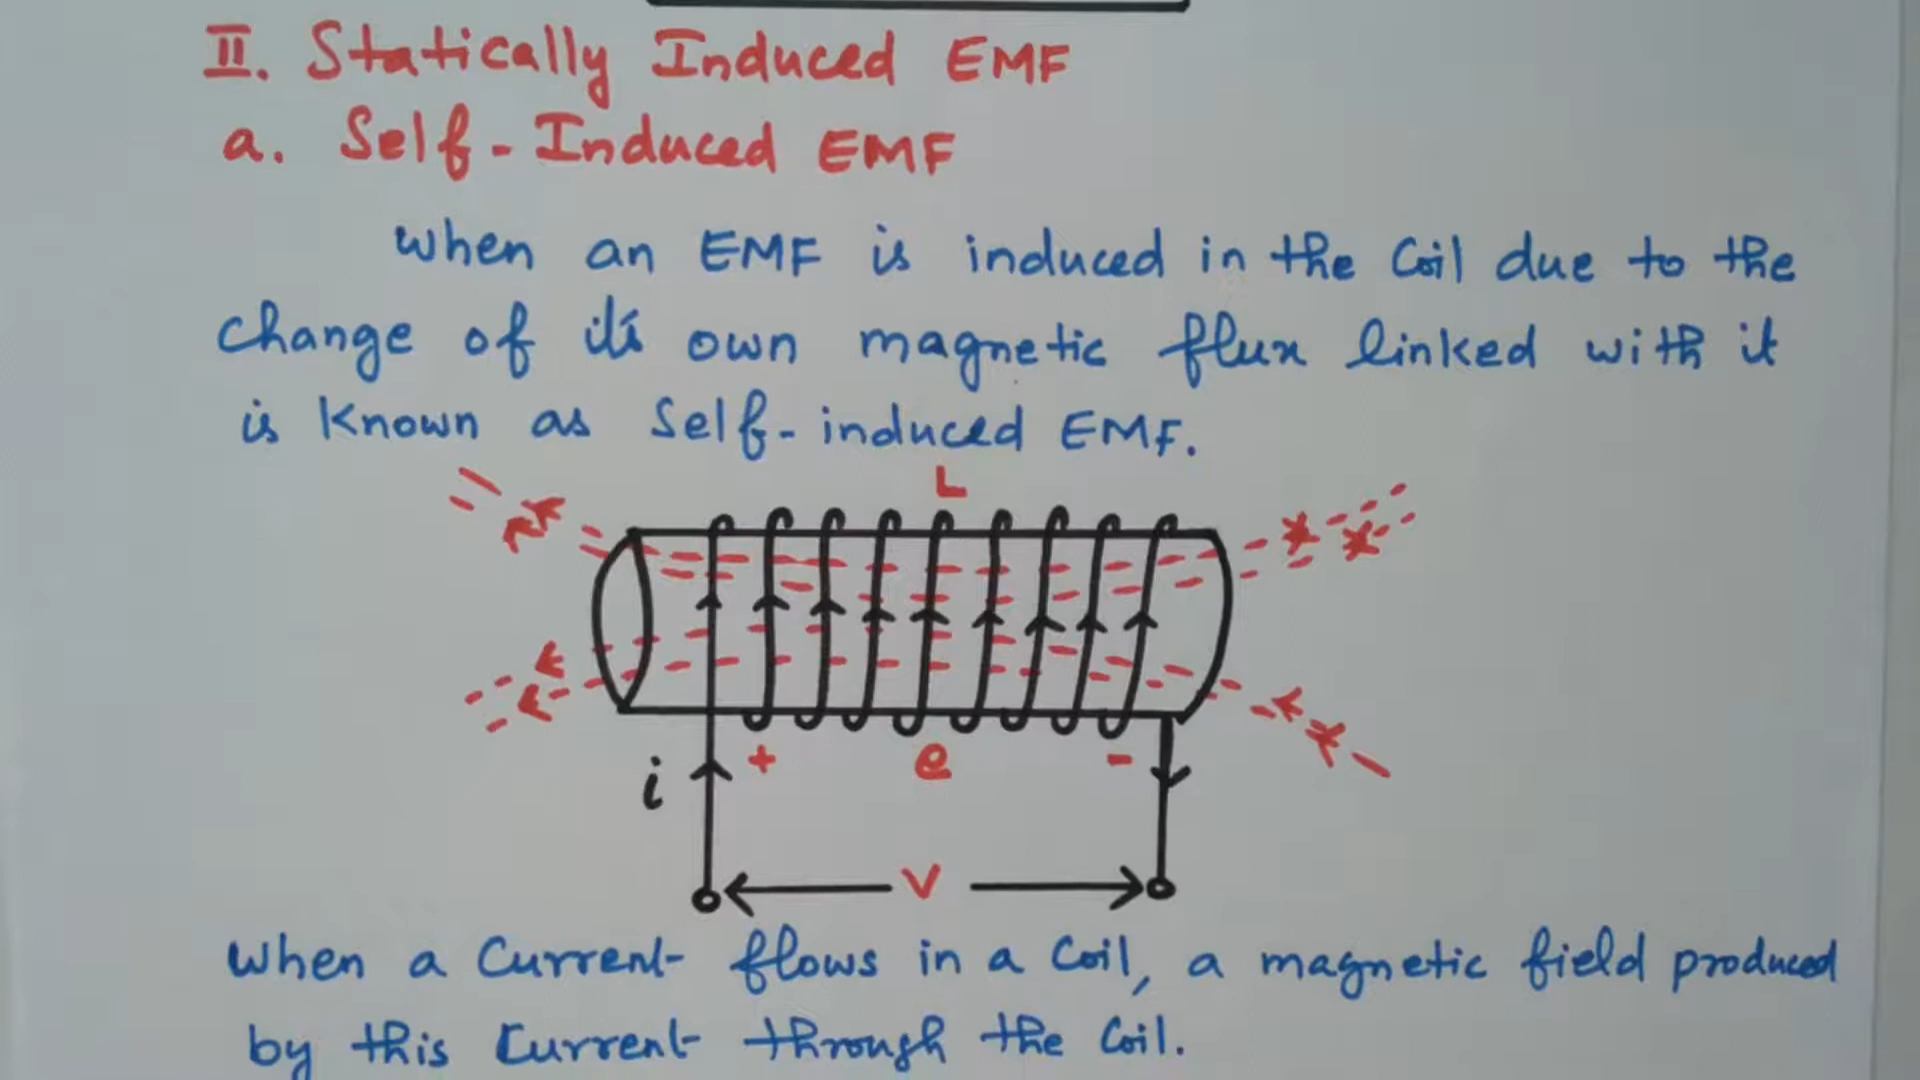 II. Statically Induced EMF
a. Self-Induced EMF
When an EMF is induced in the Coil due to the
change of its own magnetic flux linked with it
is Known as Self-induced EMF.
L
+ e -
i
V
When a Current flows in a Coil, a magnetic field produced
by this Current through the Coil.